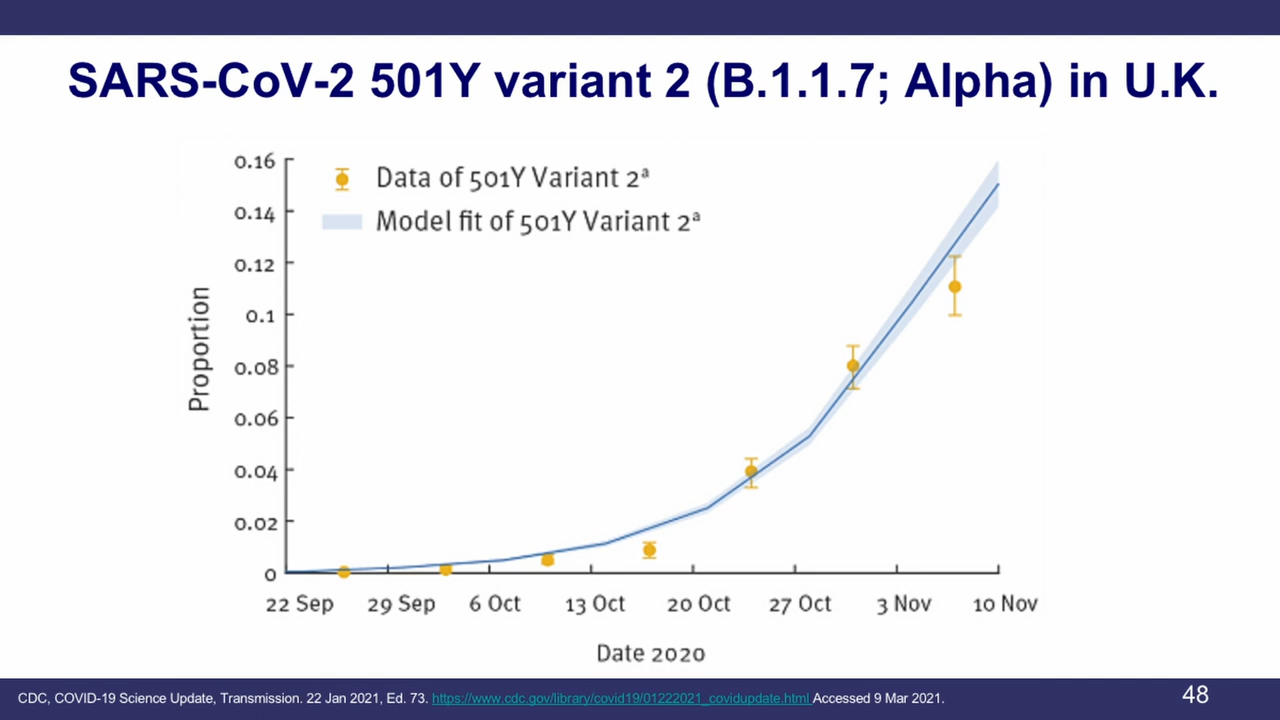 SARS-CoV-2 501Y variant 2 (B.1.1.7; Alpha) in U.K.
0.16
0.14
0.12
0.1
0.08
0.06
0.04
0.02
0
Proportion
Data of 501Y Variant 2ª
Model fit of 501Y Variant 2ª
22 Sep 29 Sep 6 Oct 13 Oct 20 Oct 27 Oct 3 Nov 10 Nov
Date 2020
CDC, COVID-19 Science Update, Transmission. 22 Jan 2021, Ed. 73. https://www.cdc.gov/library/covid19/01222021_covidupdate.html Accessed 9 Mar 2021.
48